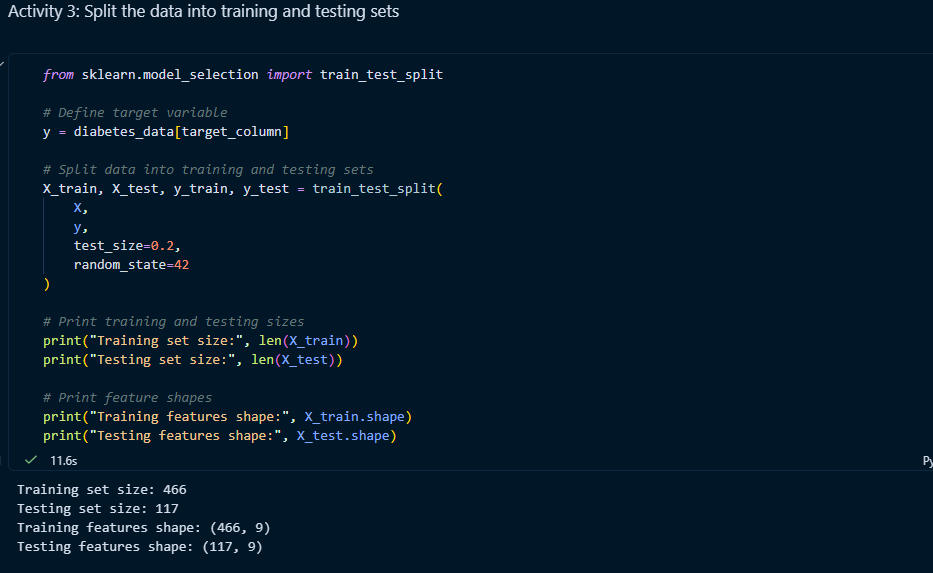 Activity 3: Split the data into training and testing sets
from sklearn.model_selection import train_test_split
# Define target variable
y = diabetes_data[target_column]
# Split data into training and testing sets
X_train, X_test, y_train, y_test = train_test_split(
X,
y,
test_size=0.2,
random_state=42
)
# Print training and testing sizes
print("Training set size:", len(X_train))
print("Testing set size:", len(X_test))
# Print feature shapes
print("Training features shape:", X_train.shape)
print("Testing features shape:", X_test.shape)
11.6s
Py
Training set size: 466
Testing set size: 117
Training features shape: (466, 9)
Testing features shape: (117, 9)